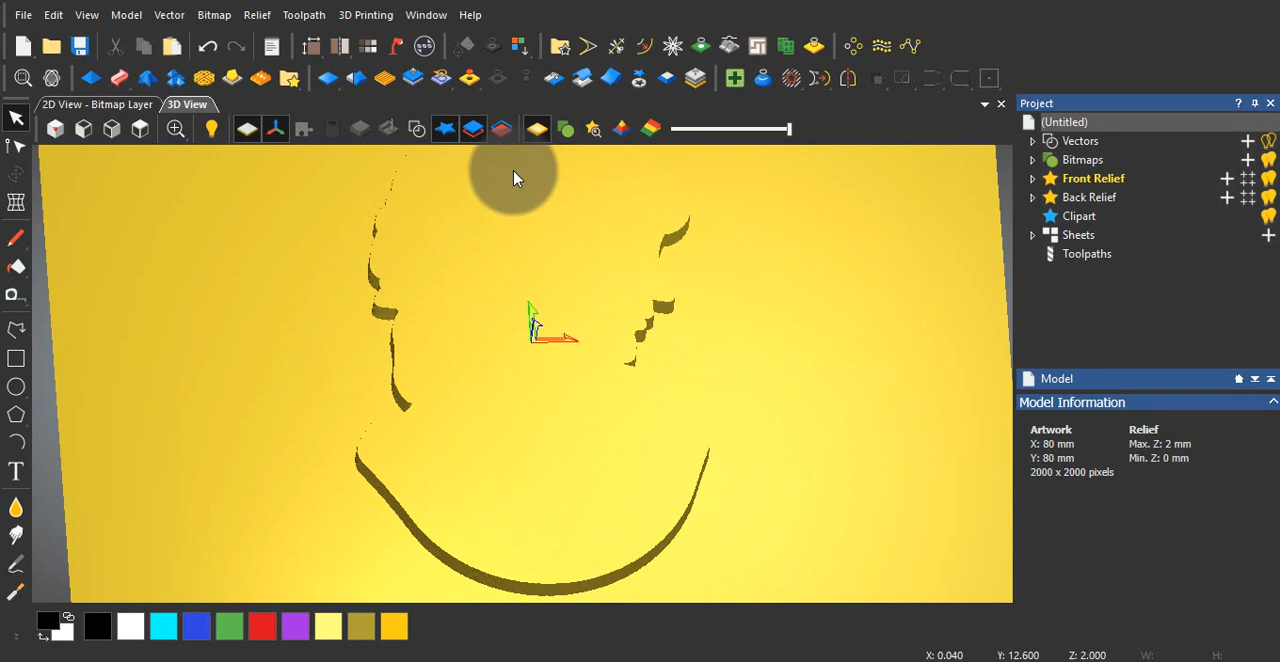 File Edit View Model Vector Bitmap Relief Toolpath 3D Printing Window Help
2D View - Bitmap Layer 3D View
Project
(Untitled)
Vectors
Bitmaps
Front Relief
Back Relief
Clipart
Sheets
Toolpaths
Model
Model Information
Artwork Relief
X: 80 mm Max. Z: 2 mm
Y: 80 mm Min. Z: 0 mm
2000 x 2000 pixels
X: 0.040 Y: 12.600 Z: 2.000 W: H: